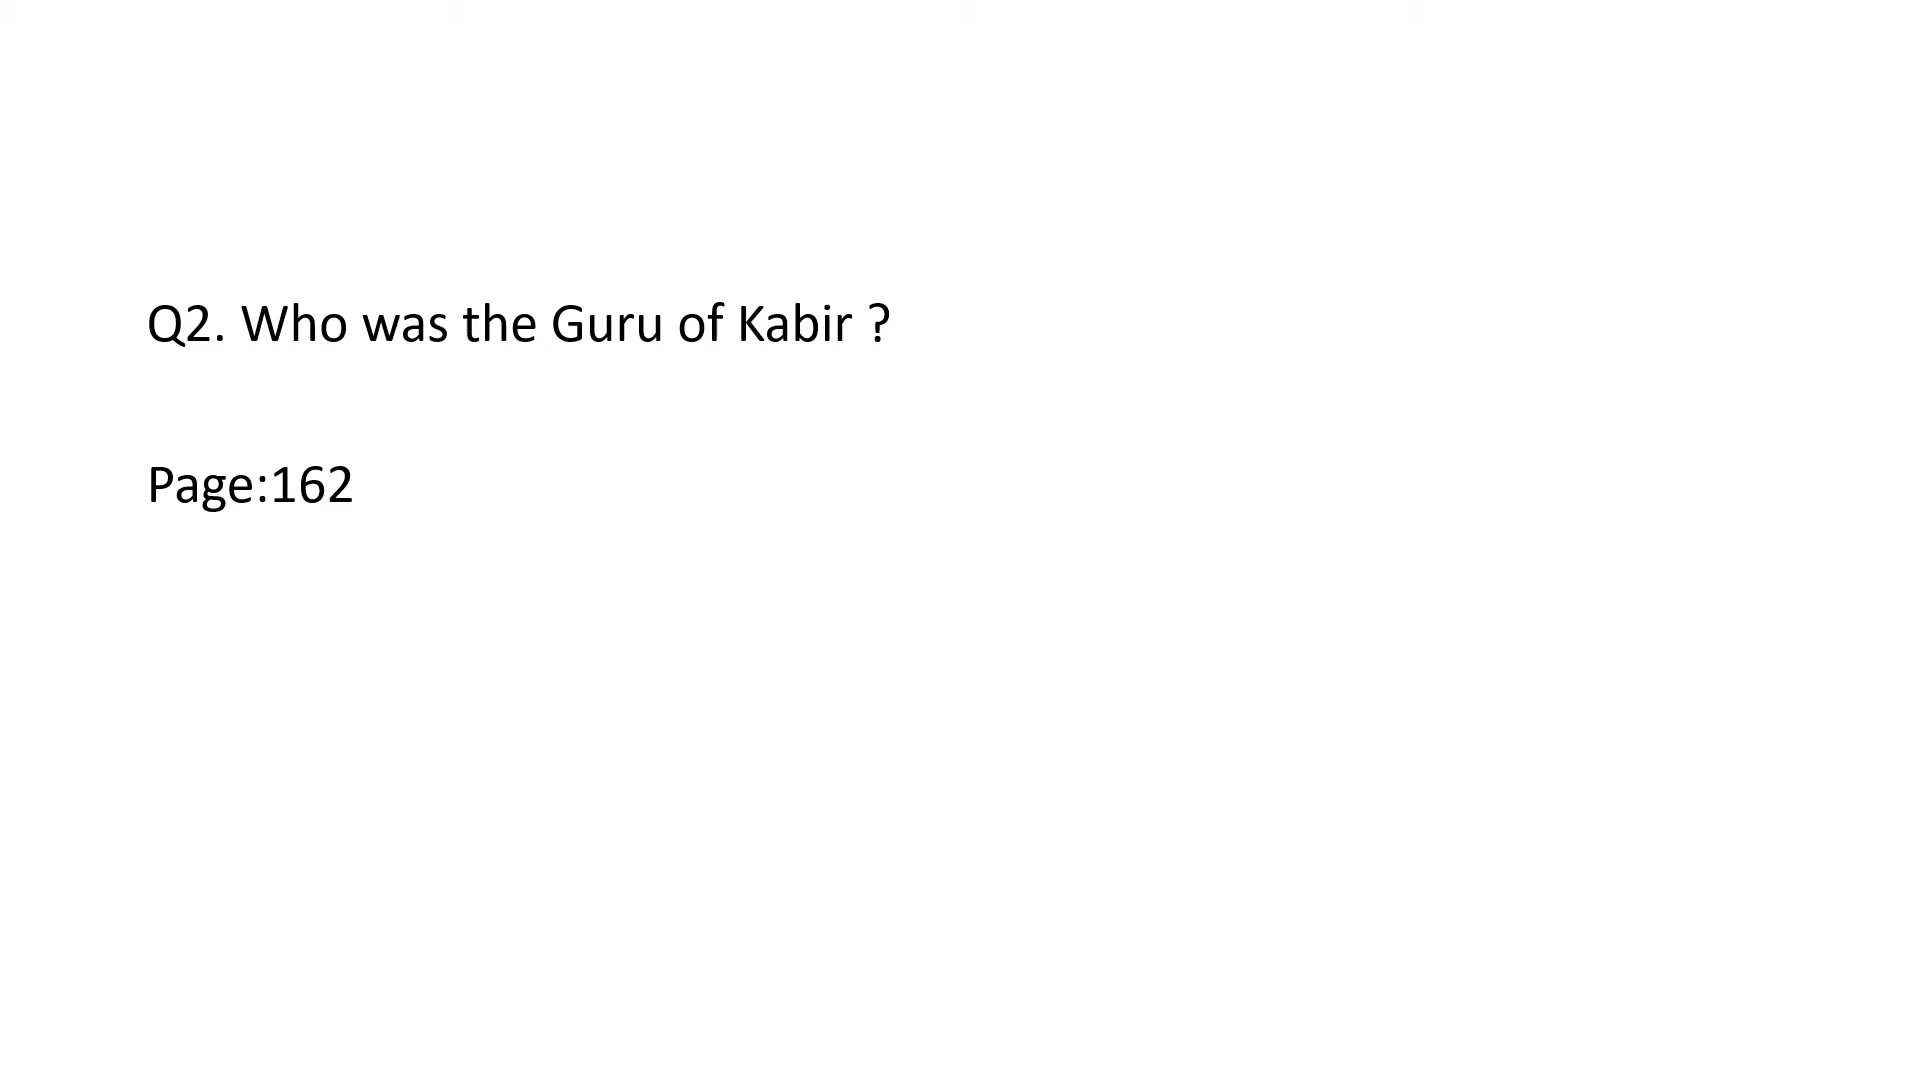 Q2. Who was the Guru of Kabir ?
Page:162